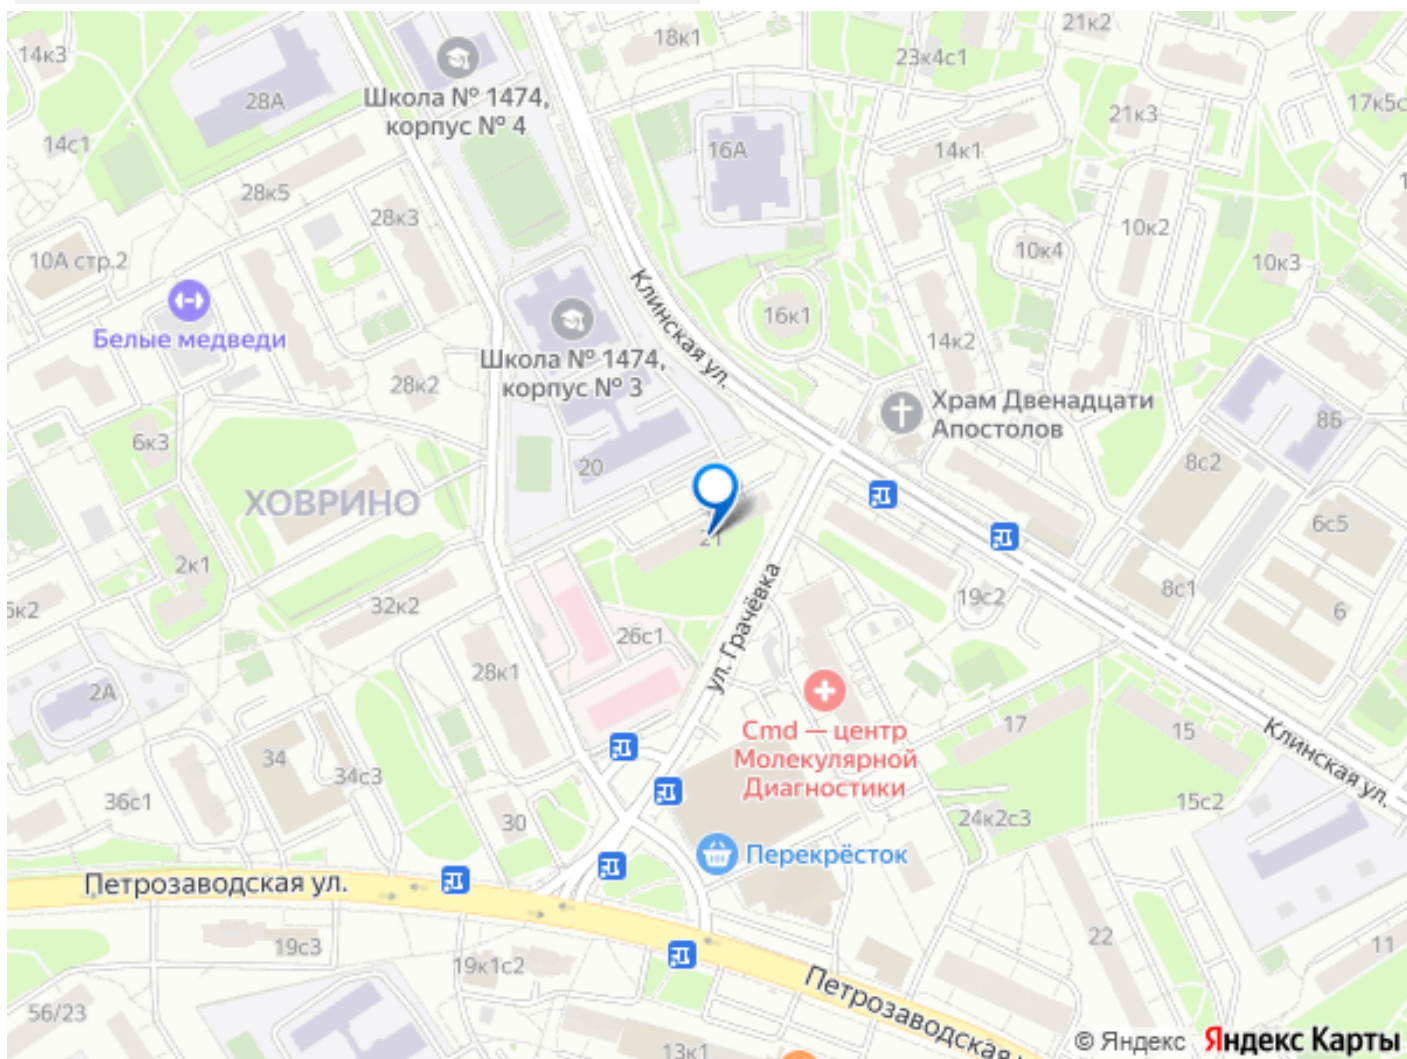 14к3
18к1
21к2
23к4с1
Школа № 1474,
корпус № 4
28А
21к3
17к5с
14с1
16А
14к1
28к5
28к3
10к2
10к4
10к3
10А стр.2
Белые медведи
Клинская ул.
16к1
Школа № 1474,
корпус № 3
14к2
28к2
Храм Двенадцати
Апостолов
8Б
6к3
20
8с2
ХОВРИНО
6с5
21
2к1
8с1
19с2
6
32к2
ул. Грачёвка
26с1
28к1
2А
Cmd — центр
Молекулярной
Диагностики
17
15
Клинская ул.
34
34с3
36с1
15с2
24к2с3
30
Перекрёсток
Петрозаводская ул.
19с3
22
11
19к1с2
Петрозаводская
56/23
13к1
© Яндекс Яндекс Карты